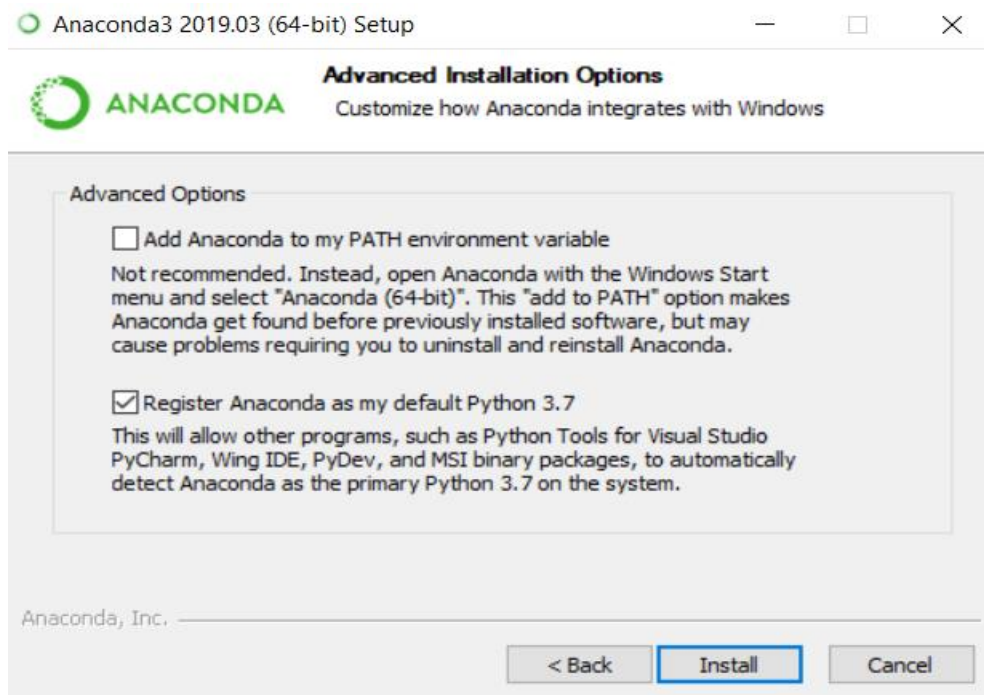 Anaconda3 2019.03 (64-bit) Setup
ANACONDA
Advanced Installation Options
Customize how Anaconda integrates with Windows
Advanced Options
Add Anaconda to my PATH environment variable
Not recommended. Instead, open Anaconda with the Windows Start
menu and select "Anaconda (64-bit)". This "add to PATH" option makes
Anaconda get found before previously installed software, but may
cause problems requiring you to uninstall and reinstall Anaconda.
Register Anaconda as my default Python 3.7
This will allow other programs, such as Python Tools for Visual Studio
PyCharm, Wing IDE, PyDev, and MSI binary packages, to automatically
detect Anaconda as the primary Python 3.7 on the system.
Anaconda, Inc.
< Back
Install
Cancel